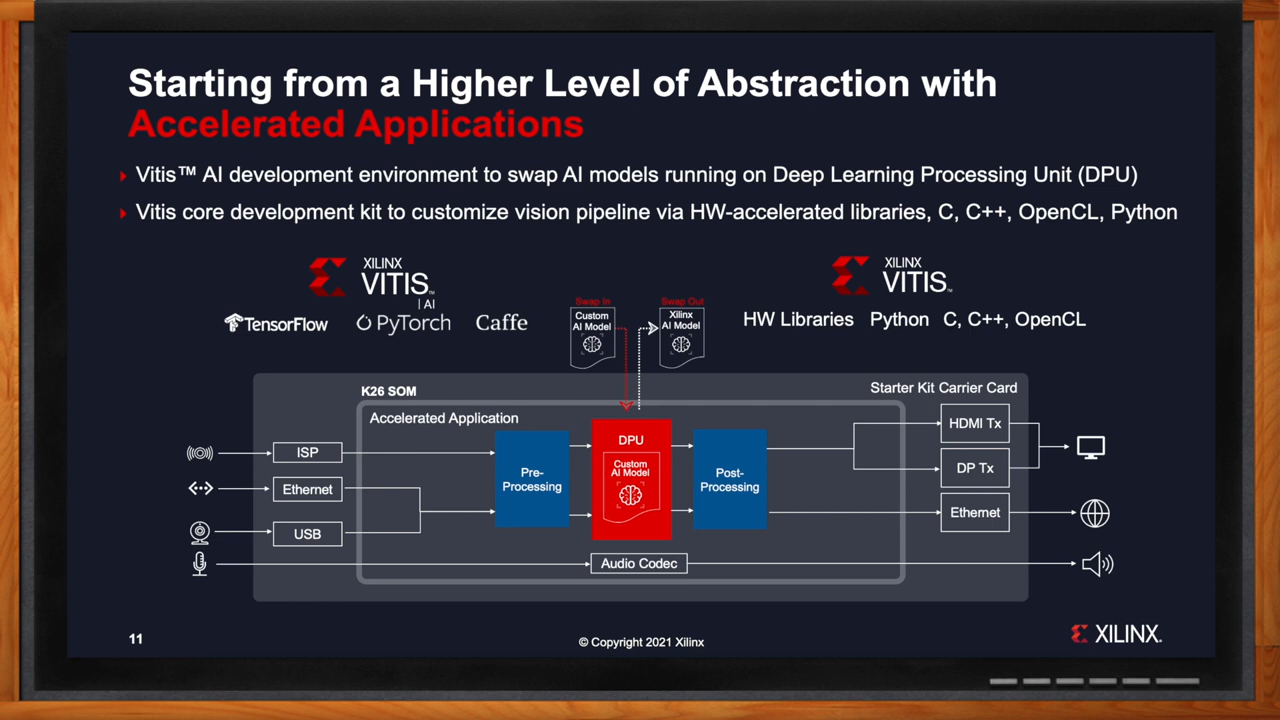 Starting from a Higher Level of Abstraction with
Accelerated Applications
Vitis™ AI development environment to swap AI models running on Deep Learning Processing Unit (DPU)
Vitis core development kit to customize vision pipeline via HW-accelerated libraries, C, C++, OpenCL, Python
XILINX
VITIS™
| AI
TensorFlow
PyTorch
Caffe
Swap In
Custom
AI Model
Swap Out
Xilinx
AI Model
XILINX
VITIS™
HW Libraries Python C, C++, OpenCL
K26 SOM
Starter Kit Carrier Card
Accelerated Application
ISP
Ethernet
USB
Pre-
Processing
DPU
Custom
AI Model
Post-
Processing
Audio Codec
HDMI Tx
DP Tx
Ethernet
11
© Copyright 2021 Xilinx
XILINX.